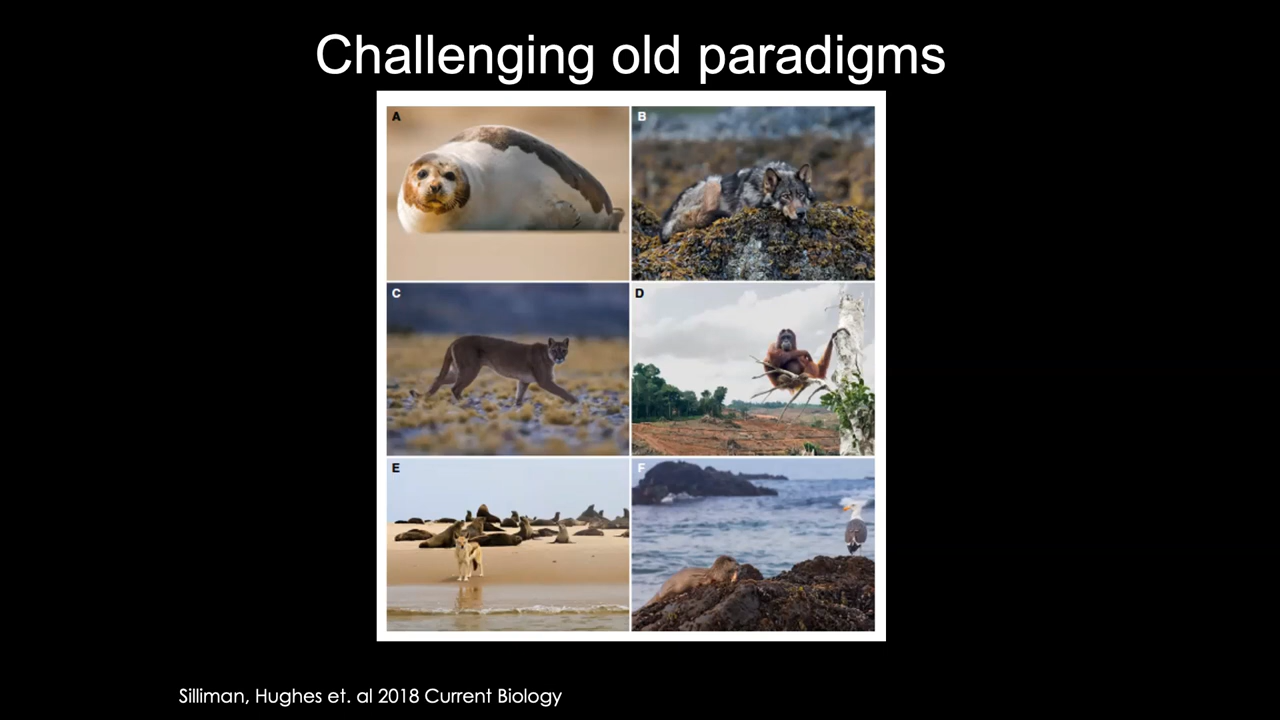 Challenging old paradigms
A
B
C
D
E
F
Silliman, Hughes et. al 2018 Current Biology